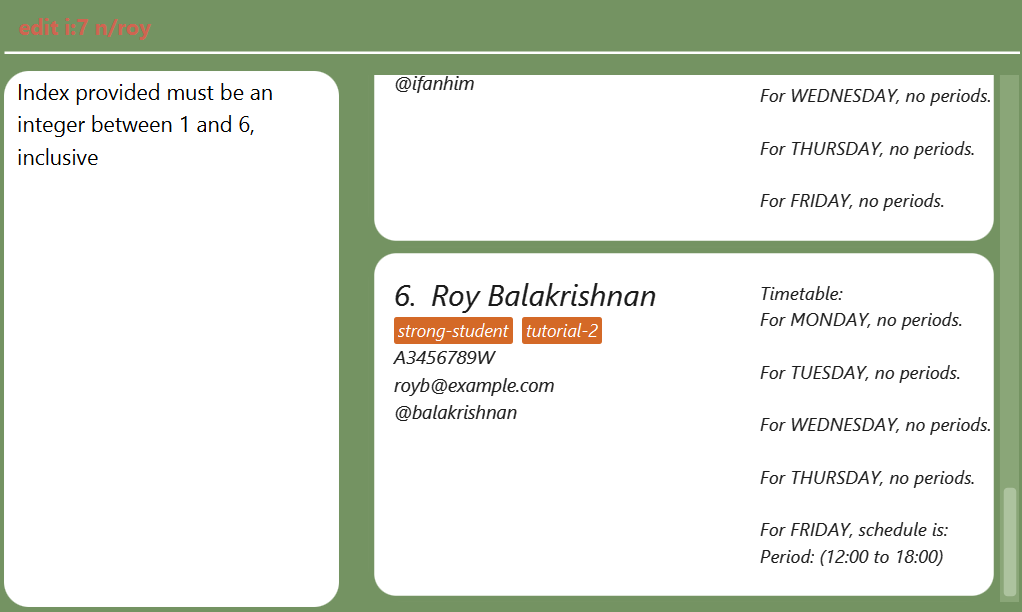 edit i:7 n/roy
Index provided must be an
integer between 1 and 6,
inclusive
@ifanhim
For WEDNESDAY, no periods.
For THURSDAY, no periods.
For FRIDAY, no periods.
6. Roy Balakrishnan
strong-student tutorial-2
A3456789W
royb@example.com
@balakrishnan
Timetable:
For MONDAY, no periods.
For TUESDAY, no periods.
For WEDNESDAY, no periods.
For THURSDAY, no periods.
For FRIDAY, schedule is:
Period: (12:00 to 18:00)